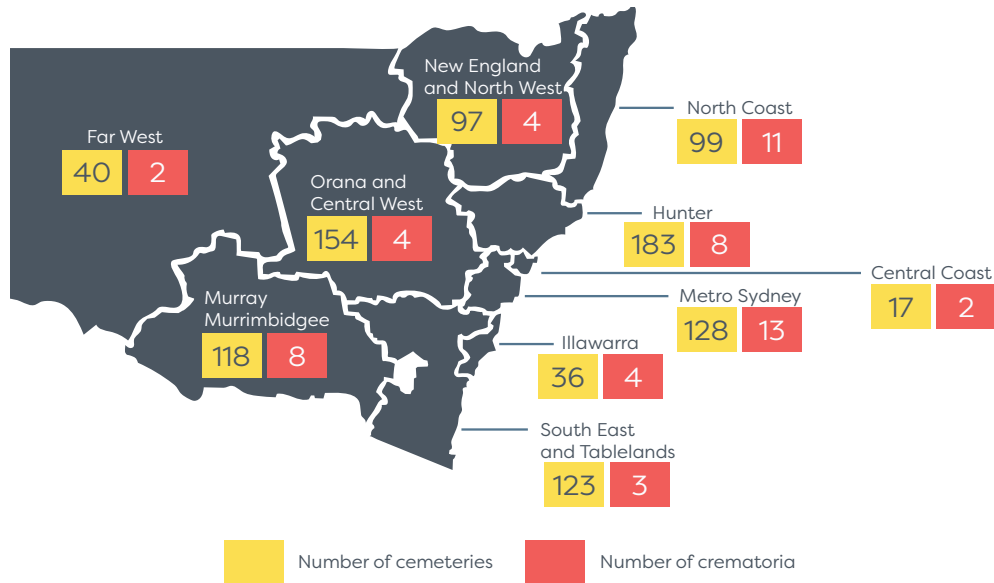 New England
and North West
97 4
North Coast
99 11
Far West
40 2
Orana and
Central West
154 4
Hunter
183 8
Central Coast
17 2
Metro Sydney
128 13
Murray
Murrimbidgee
118 8
Illawarra
36 4
South East
and Tablelands
123 3
Number of cemeteries
Number of crematoria